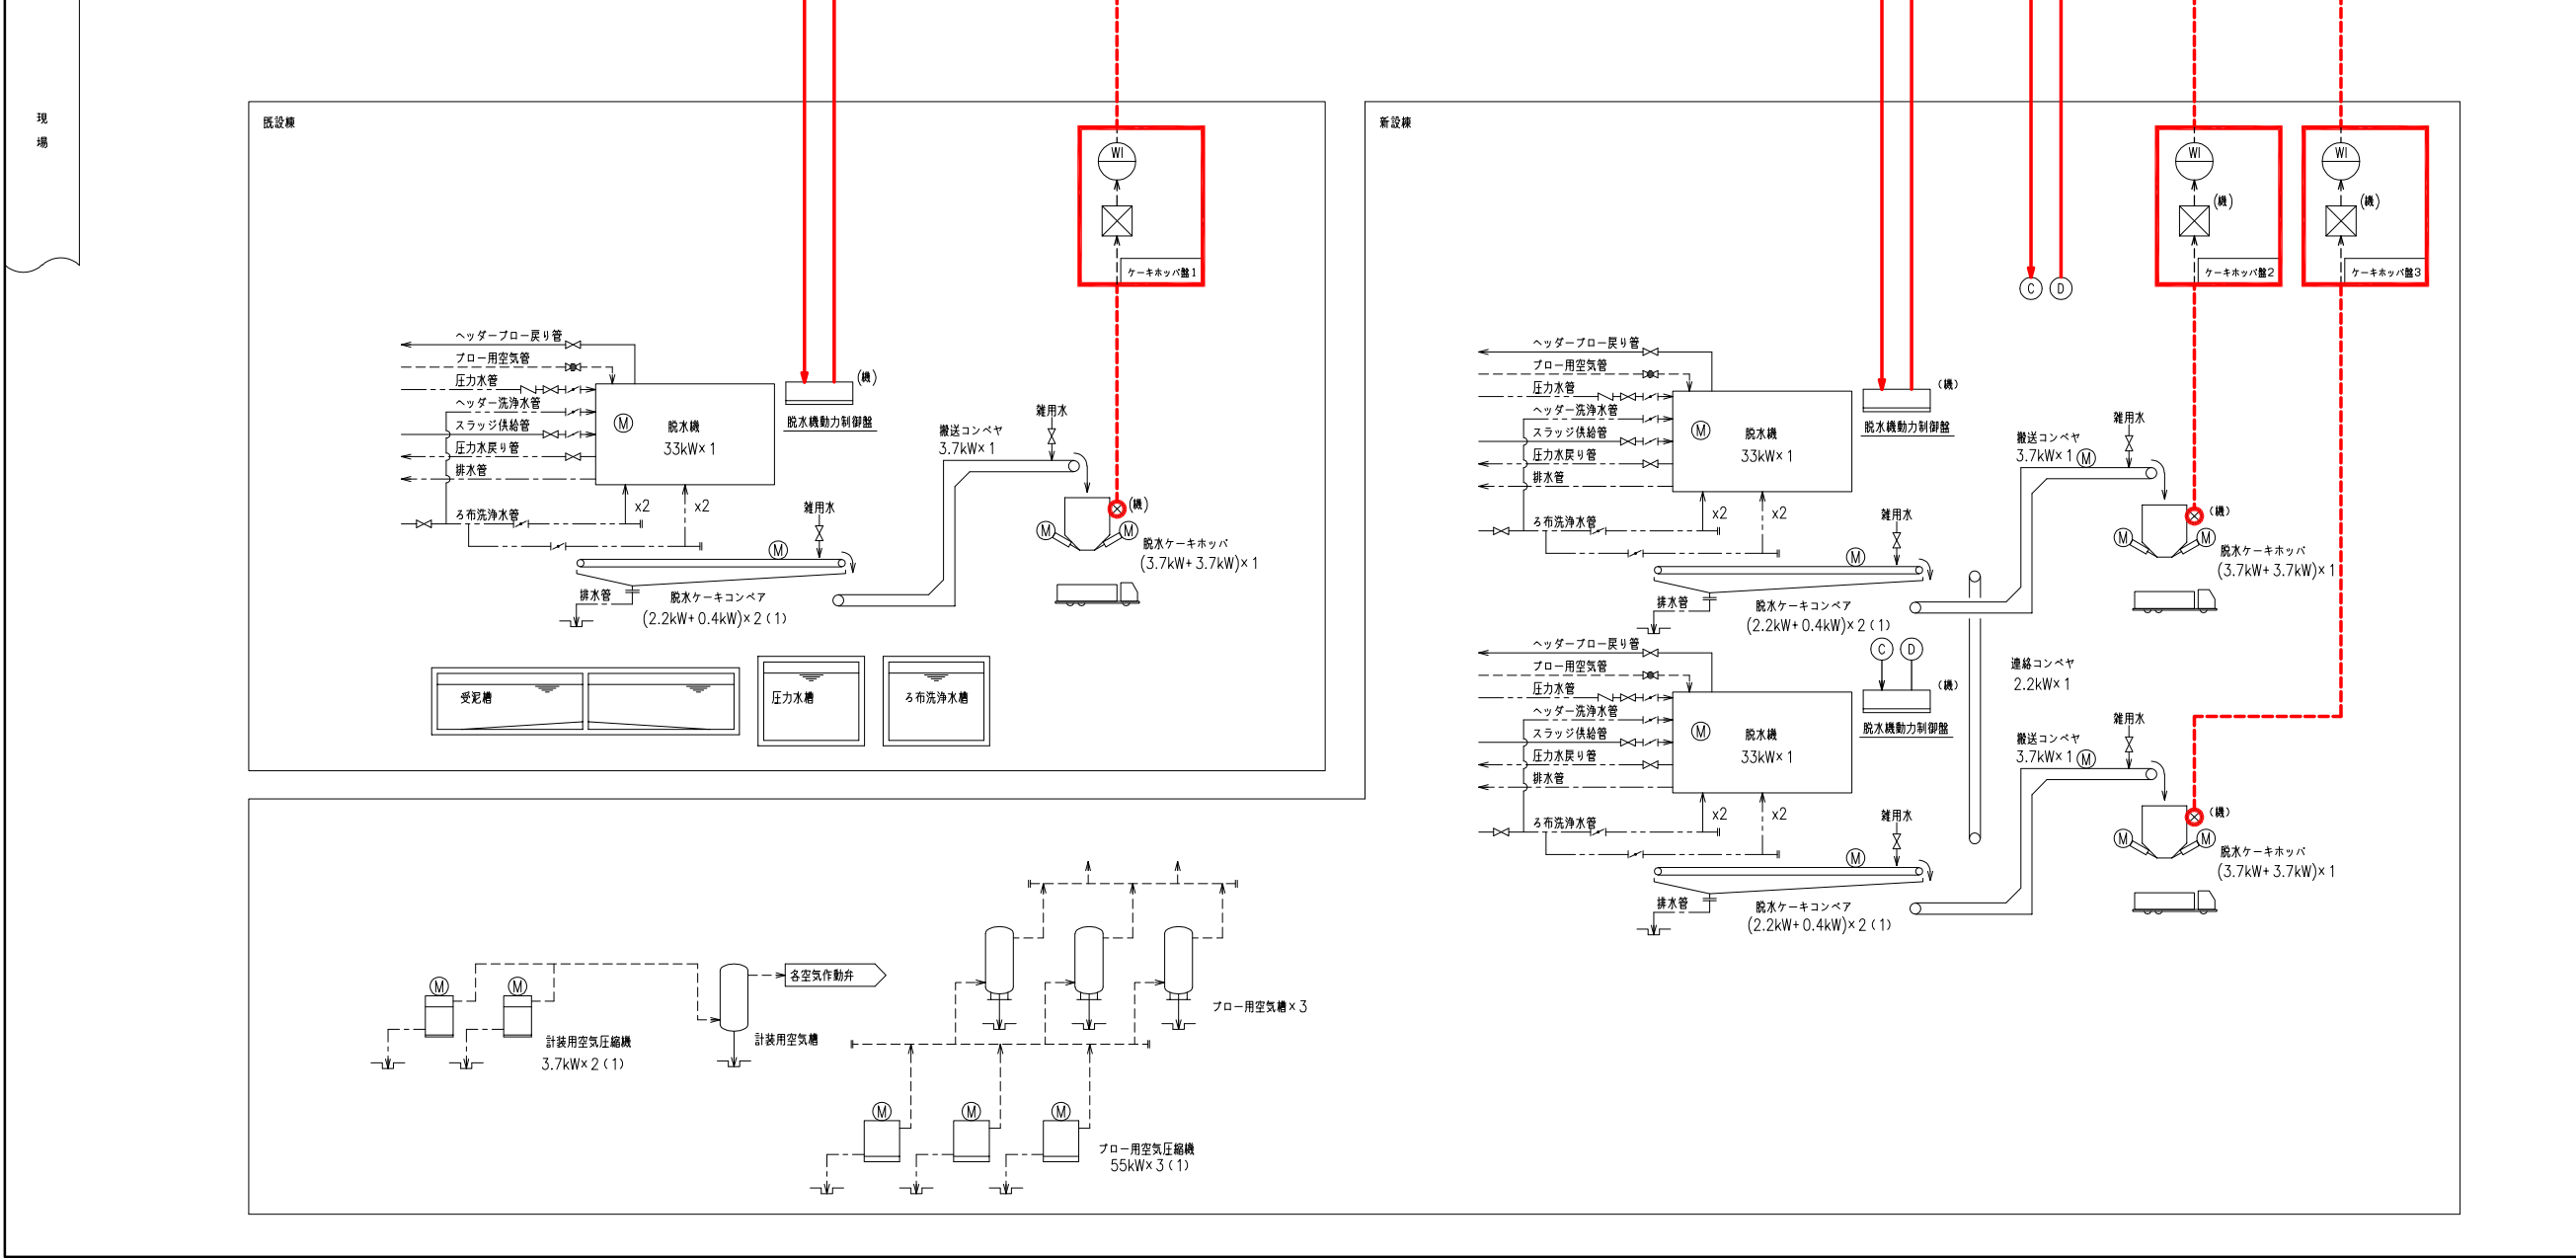 現
場
既設棟
WI
ケーキホッパ盤1
ヘッダーブロー戻り管
ブロー用空気管
圧力水管
ヘッダー洗浄水管
スラッジ供給管
圧力水戻り管
排水管
ろ布洗浄水管
M
脱水機
33kW×1
x2
x2
(機)
脱水機動力制御盤
搬送コンベヤ
3.7kW×1
雑用水
雑用水
M
(機)
M
M
脱水ケーキホッパ
(3.7kW+3.7kW)×1
排水管
脱水ケーキコンベア
(2.2kW+0.4kW)×2(1)
受泥槽
圧力水槽
ろ布洗浄水槽
新設棟
WI
(機)
ケーキホッパ盤2
WI
(機)
ケーキホッパ盤3
C
D
ヘッダーブロー戻り管
ブロー用空気管
圧力水管
ヘッダー洗浄水管
スラッジ供給管
圧力水戻り管
排水管
ろ布洗浄水管
M
脱水機
33kW×1
x2
x2
(機)
脱水機動力制御盤
搬送コンベヤ
3.7kW×1
M
雑用水
雑用水
M
(機)
M
M
脱水ケーキホッパ
(3.7kW+3.7kW)×1
排水管
脱水ケーキコンベア
(2.2kW+0.4kW)×2(1)
連絡コンベヤ
2.2kW×1
C
D
ヘッダーブロー戻り管
ブロー用空気管
圧力水管
ヘッダー洗浄水管
スラッジ供給管
圧力水戻り管
排水管
ろ布洗浄水管
M
脱水機
33kW×1
x2
x2
(機)
脱水機動力制御盤
搬送コンベヤ
3.7kW×1
M
雑用水
雑用水
M
(機)
M
M
脱水ケーキホッパ
(3.7kW+3.7kW)×1
排水管
脱水ケーキコンベア
(2.2kW+0.4kW)×2(1)
M
M
計装用空気圧縮機
3.7kW×2(1)
計装用空気槽
各空気作動弁
ブロー用空気槽×3
M
M
M
ブロー用空気圧縮機
55kW×3(1)